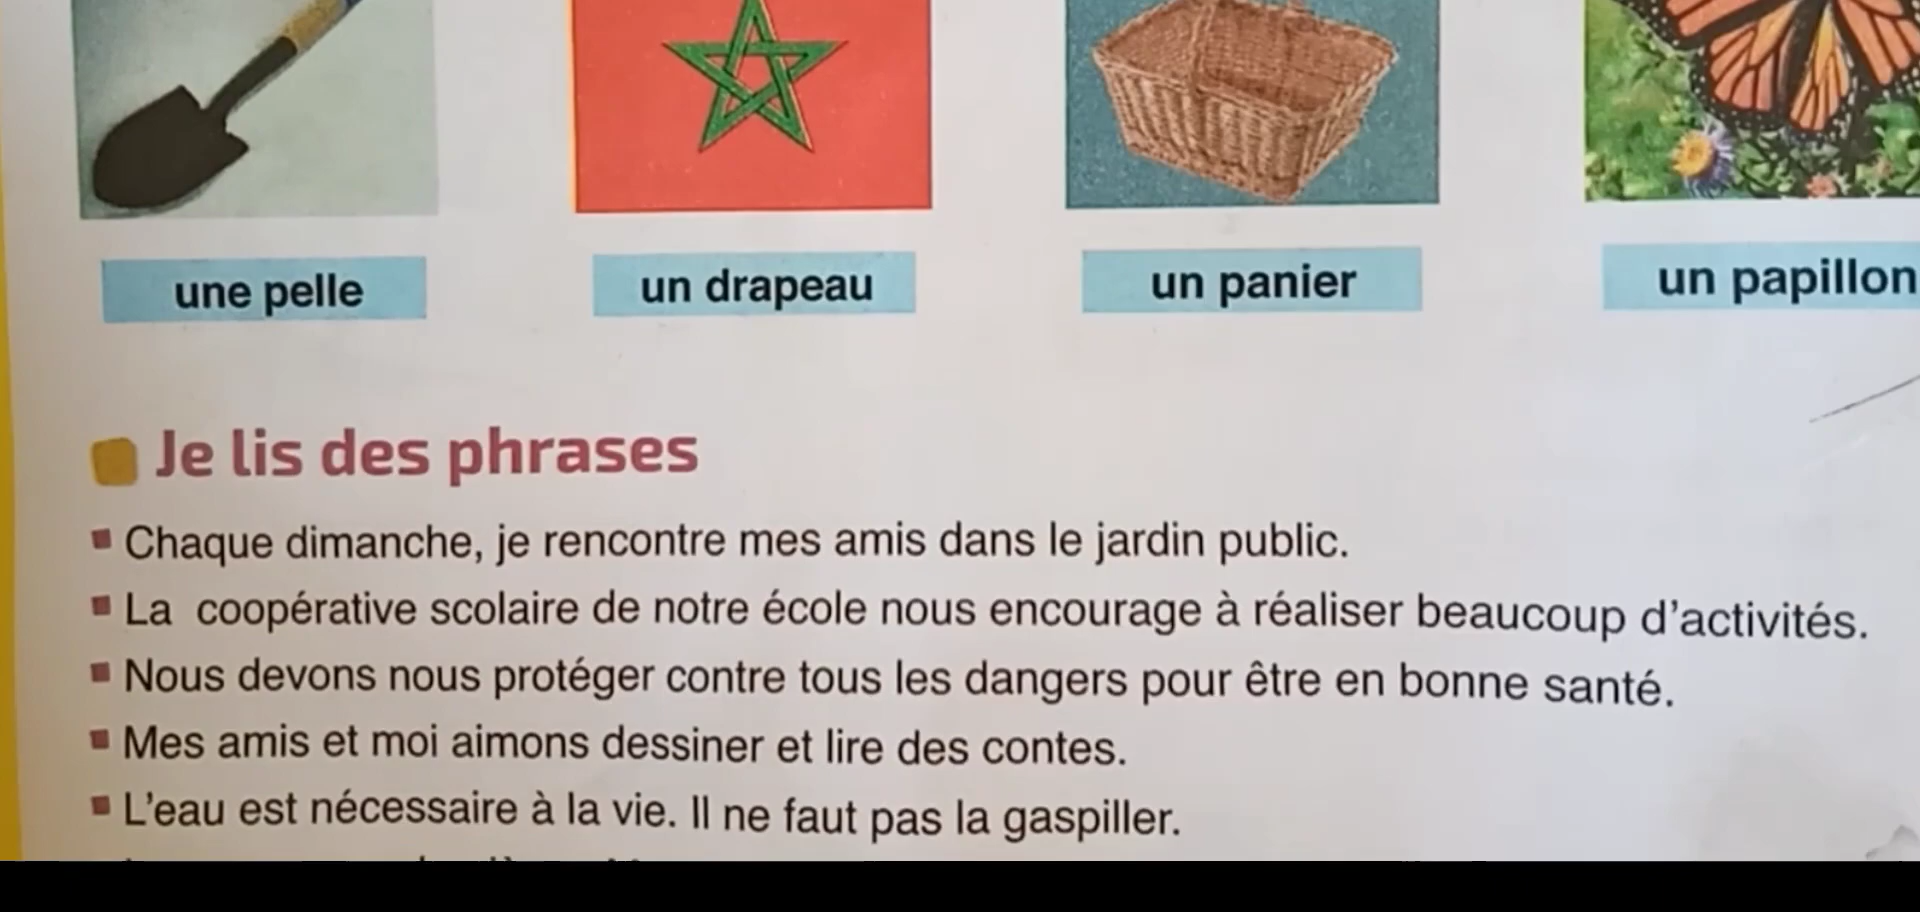 une pelle un drapeau un panier un papillon
Je lis des phrases
Chaque dimanche, je rencontre mes amis dans le jardin public.
La coopérative scolaire de notre école nous encourage à réaliser beaucoup d'activités.
Nous devons nous protéger contre tous les dangers pour être en bonne santé.
Mes amis et moi aimons dessiner et lire des contes.
L'eau est nécessaire à la vie. Il ne faut pas la gaspiller.